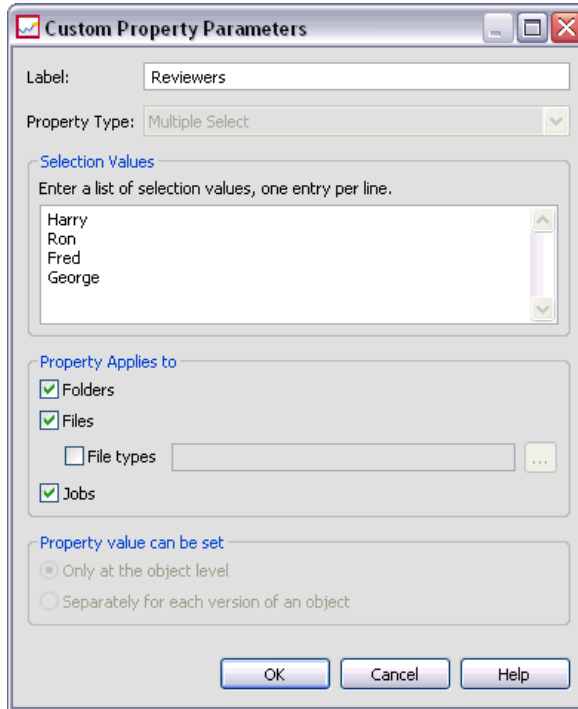 Custom Property Parameters
Label: Reviewers
Property Type: Multiple Select
Selection Values
Enter a list of selection values, one entry per line.
Harry
Ron
Fred
George
Property Applies to
Folders
Files
File types ...
Jobs
Property value can be set
Only at the object level
Separately for each version of an object
OK Cancel Help